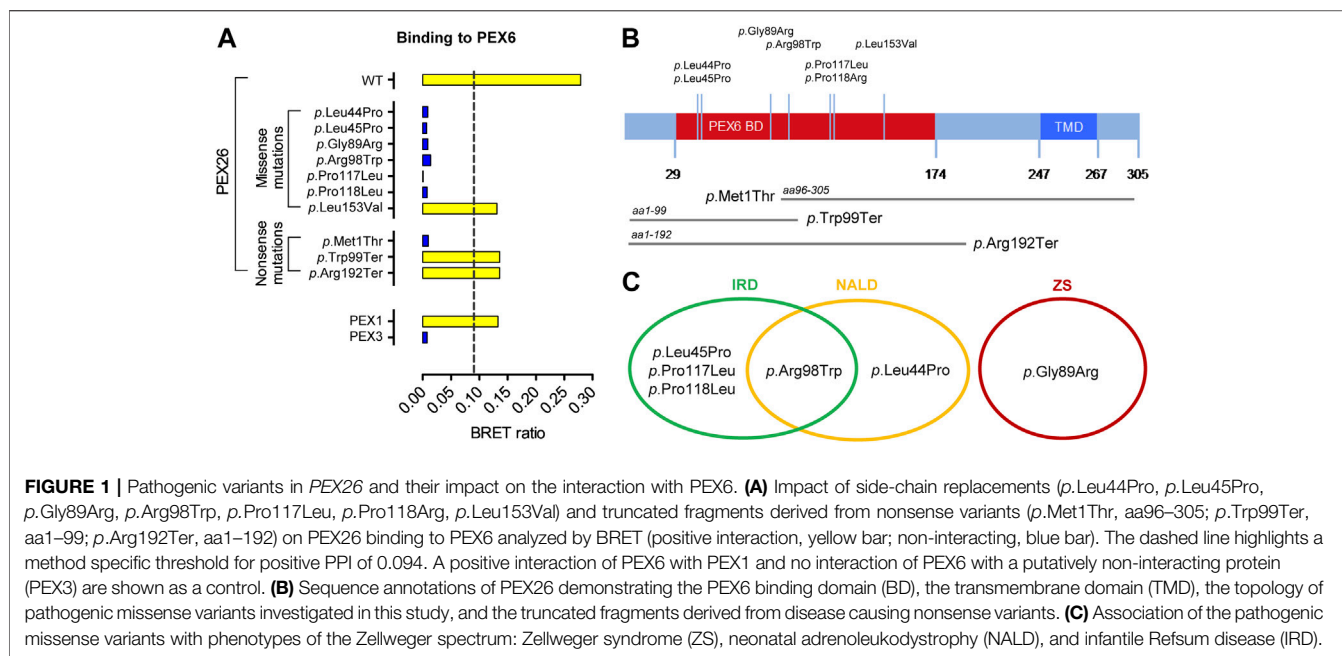 A
Binding to PEX6
PEX26
Missense mutations
Nonsense mutations
WT
p.Leu44Pro
p.Leu45Pro
p.Gly89Arg
p.Arg98Trp
p.Pro117Leu
p.Pro118Leu
p.Leu153Val
p.Met1Thr
p.Trp99Ter
p.Arg192Ter
PEX1
PEX3
0.00 0.05 0.10 0.15 0.20 0.25 0.30
BRET ratio
B
p.Gly89Arg
p.Arg98Trp p.Leu153Val
p.Leu44Pro p.Pro117Leu
p.Leu45Pro p.Pro118Arg
PEX6 BD TMD
29 174 247 267 305
p.Met1Thr aa96-305
aa1-99 p.Trp99Ter
aa1-192 p.Arg192Ter
C
IRD NALD ZS
p.Leu45Pro
p.Pro117Leu
p.Pro118Leu
p.Arg98Trp
p.Leu44Pro
p.Gly89Arg
FIGURE 1 | Pathogenic variants in PEX26 and their impact on the interaction with PEX6. (A) Impact of side-chain replacements (p.Leu44Pro, p.Leu45Pro,
p.Gly89Arg, p.Arg98Trp, p.Pro117Leu, p.Pro118Arg, p.Leu153Val) and truncated fragments derived from nonsense variants (p.Met1Thr, aa96–305; p.Trp99Ter,
aa1–99; p.Arg192Ter, aa1–192) on PEX26 binding to PEX6 analyzed by BRET (positive interaction, yellow bar; non-interacting, blue bar). The dashed line highlights a
method specific threshold for positive PPI of 0.094. A positive interaction of PEX6 with PEX1 and no interaction of PEX6 with a putatively non-interacting protein
(PEX3) are shown as a control. (B) Sequence annotations of PEX26 demonstrating the PEX6 binding domain (BD), the transmembrane domain (TMD), the topology of
pathogenic missense variants investigated in this study, and the truncated fragments derived from disease causing nonsense variants. (C) Association of the pathogenic
missense variants with phenotypes of the Zellweger spectrum: Zellweger syndrome (ZS), neonatal adrenoleukodystrophy (NALD), and infantile Refsum disease (IRD).